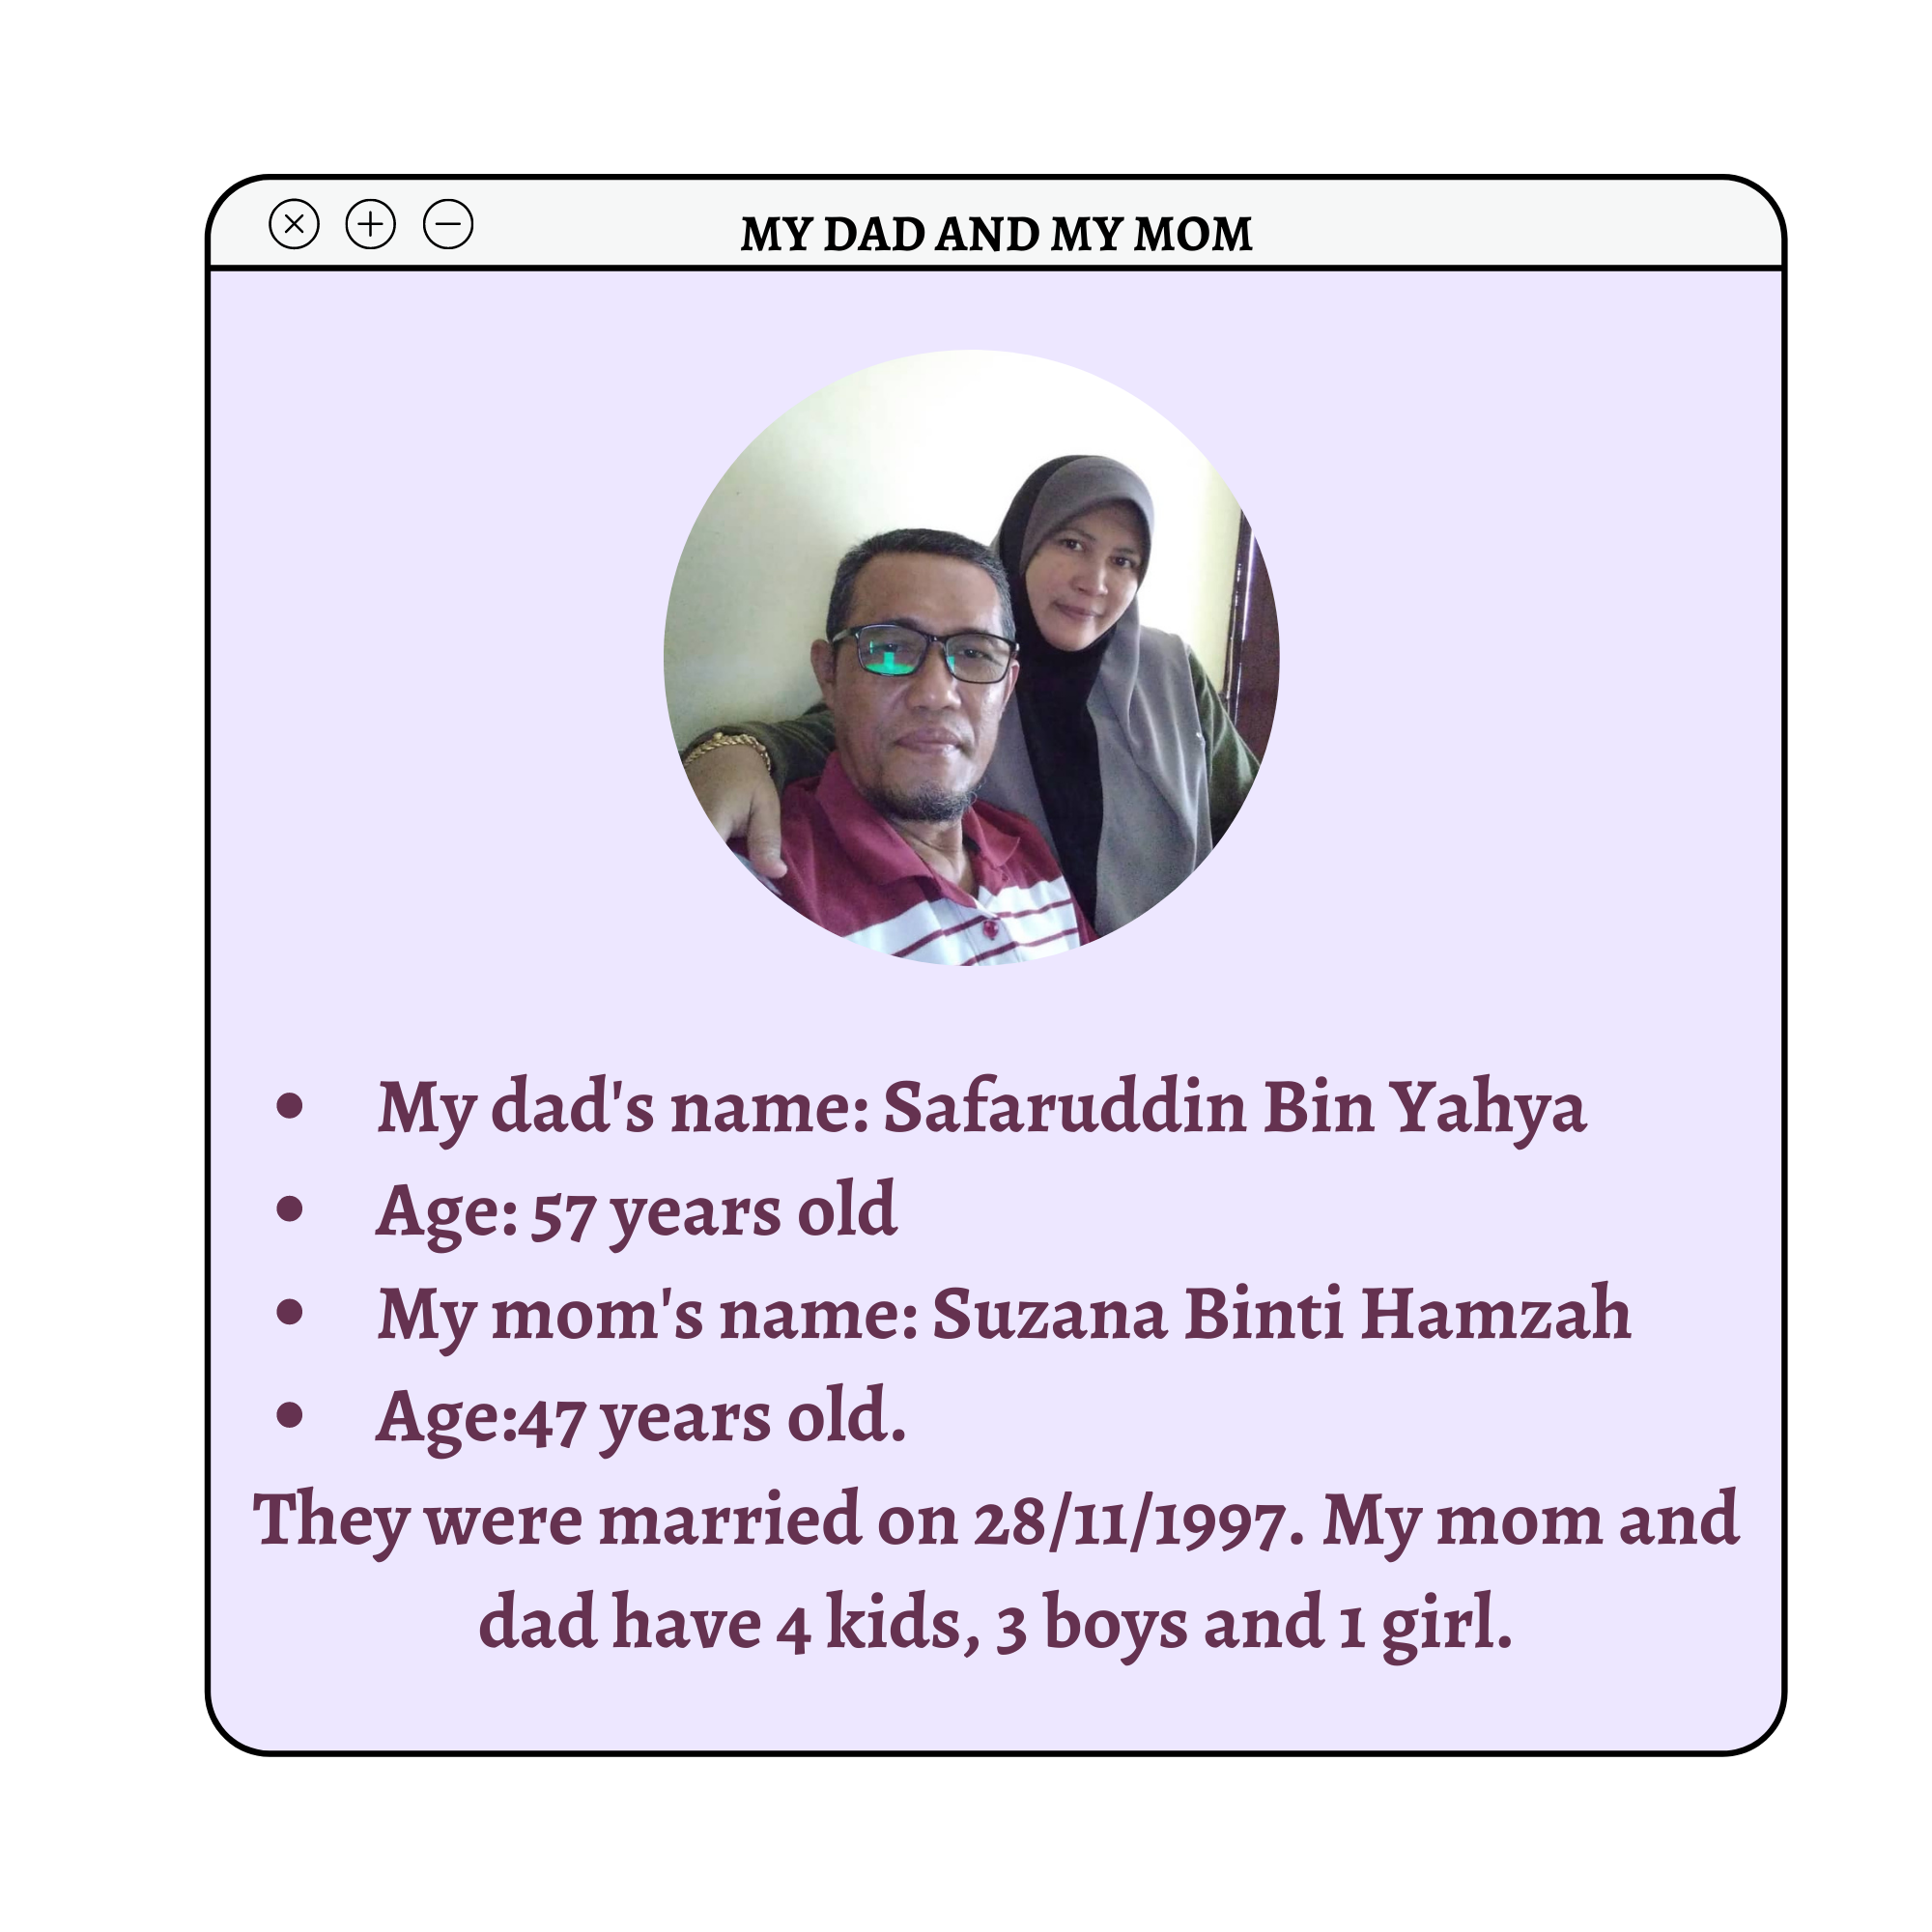 MY DAD AND MY MOM
• My dad's name: Safaruddin Bin Yahya
• Age: 57 years old
• My mom's name: Suzana Binti Hamzah
• Age:47 years old.
They were married on 28/11/1997. My mom and
dad have 4 kids, 3 boys and 1 girl.